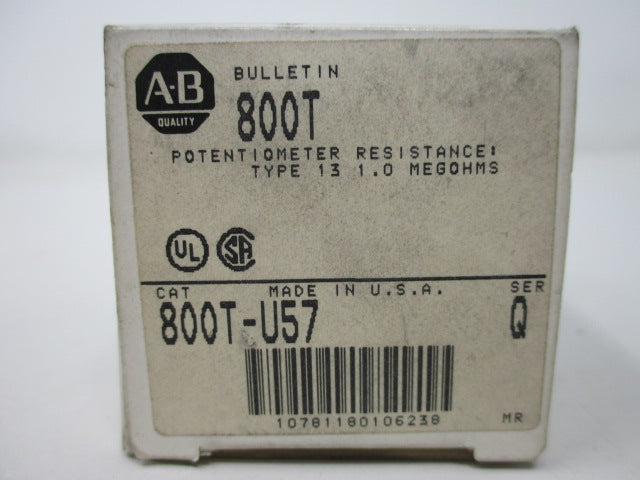 A-B
QUALITY
BULLETIN
800T
POTENTIOMETER RESISTANCE:
TYPE 13 1.0 MEGOHMS
UL SA
CAT MADE IN U.S.A. SER
800T-U57 Q
10781180106238
MR